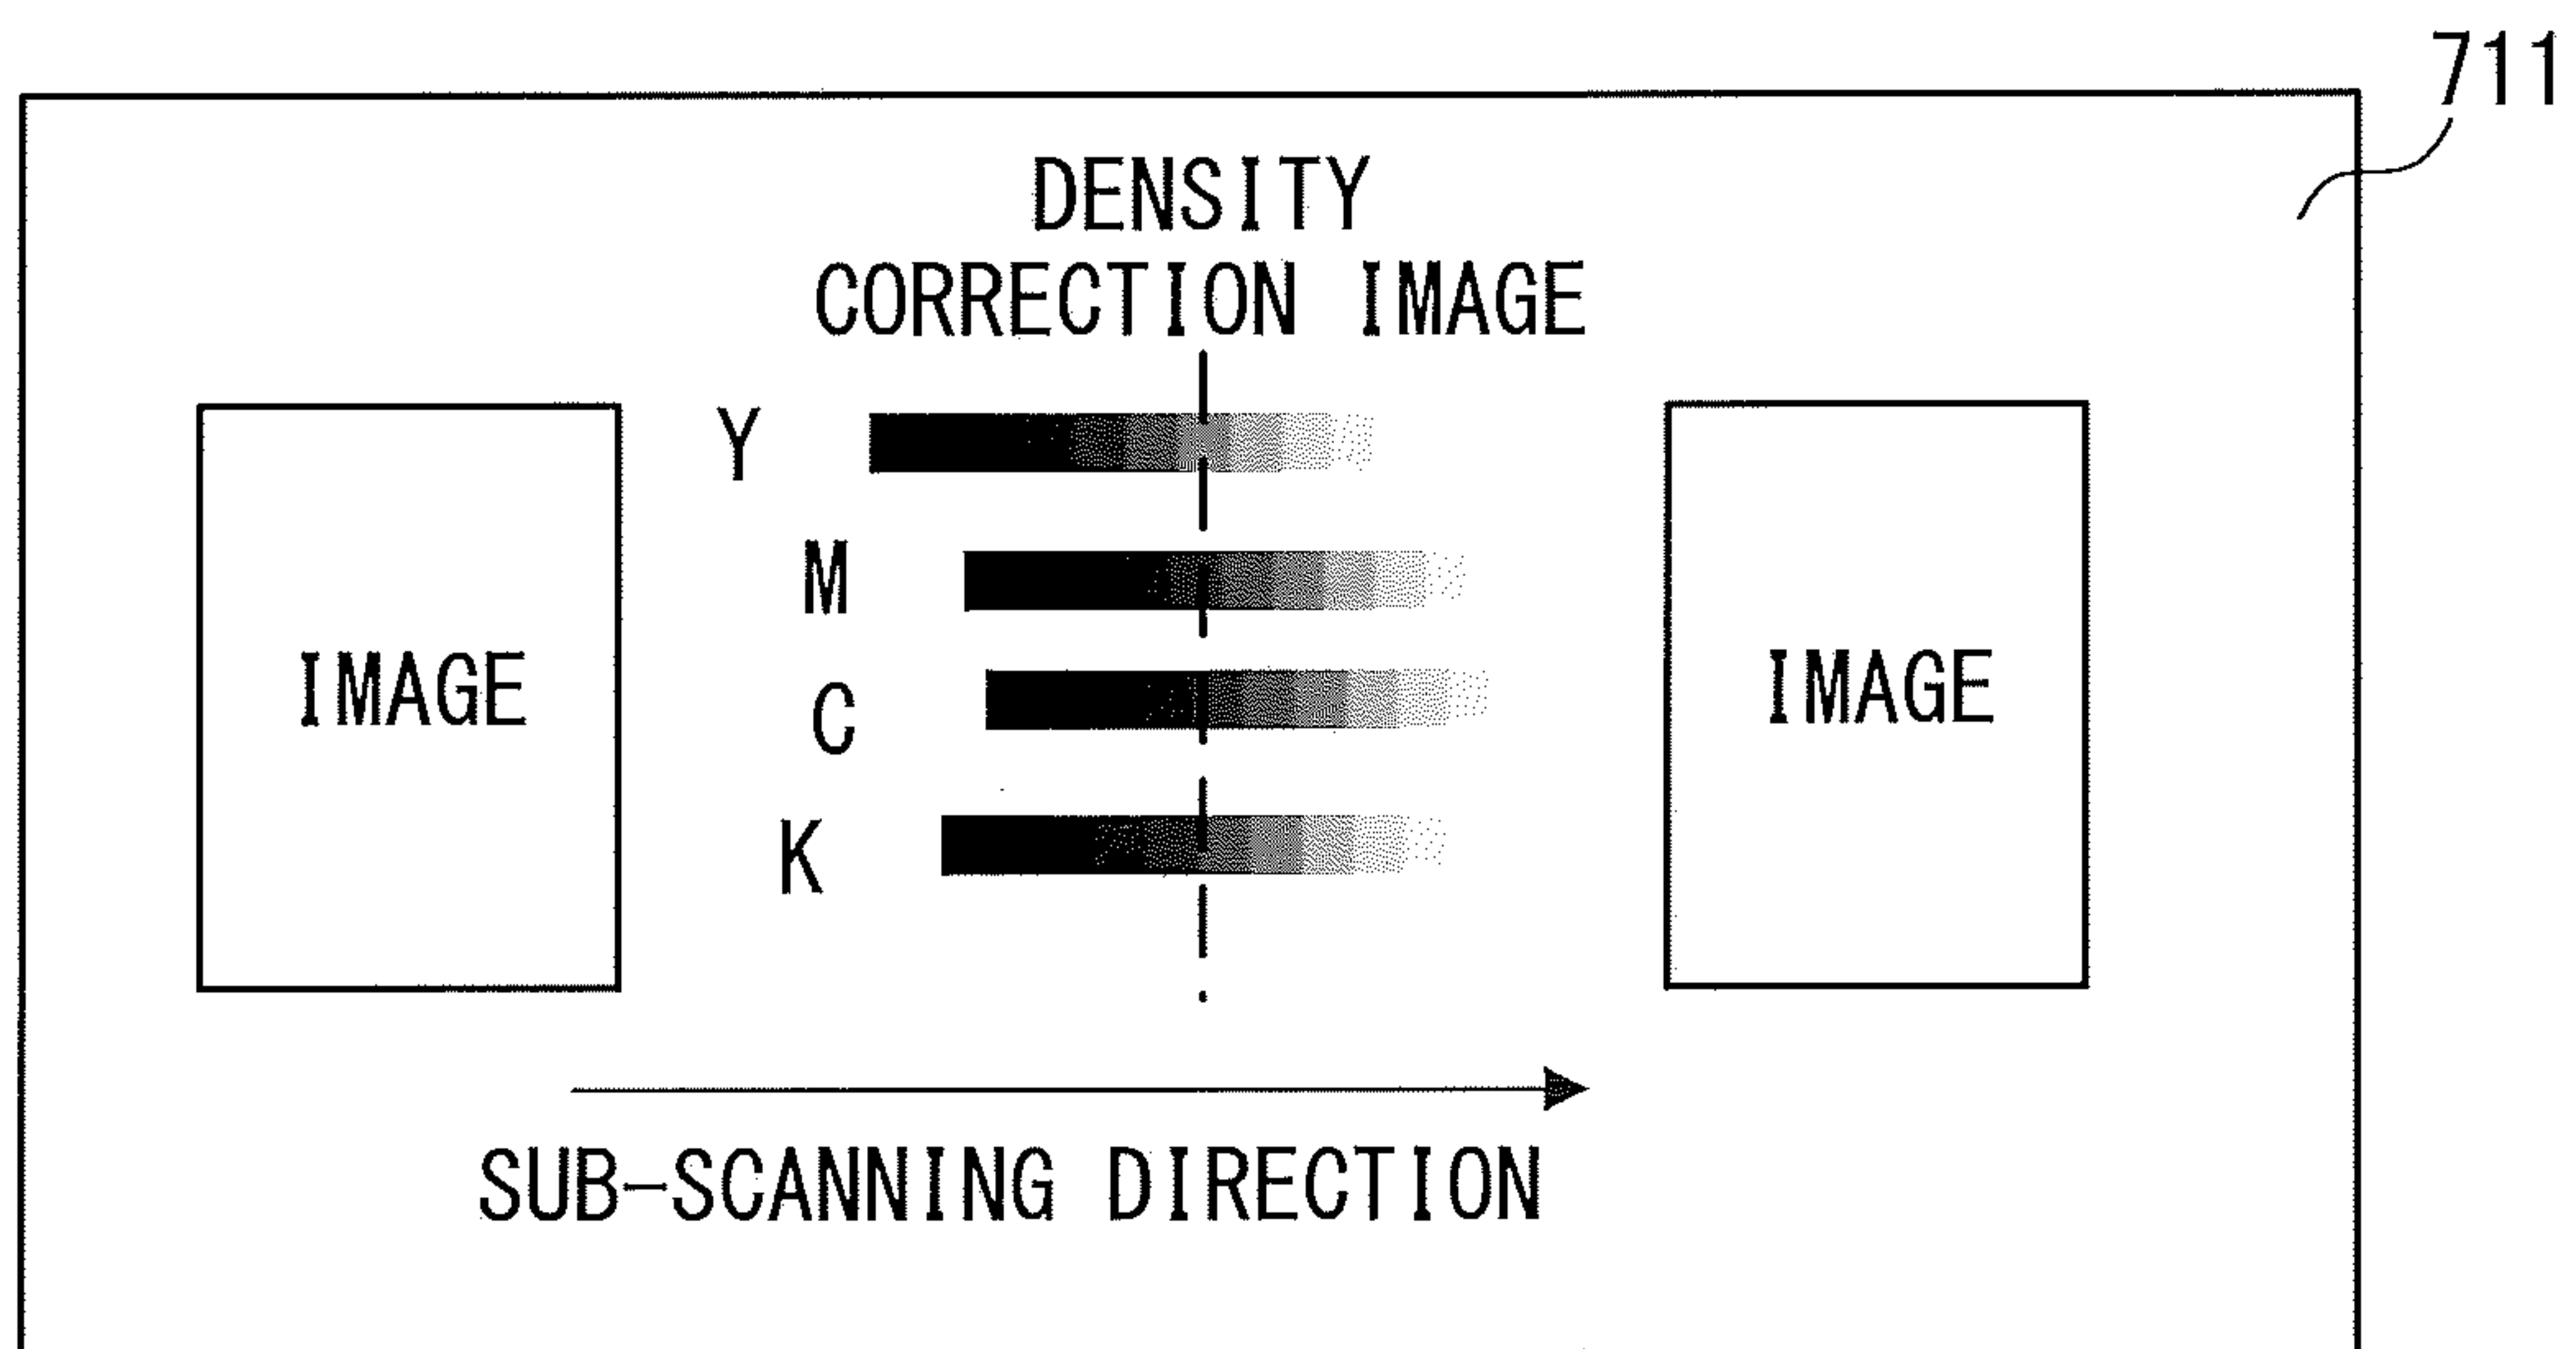 711
DENSITY
CORRECTION IMAGE
Y
M
IMAGE
IMAGE
C
K
SUB-SCANNING DIRECTION